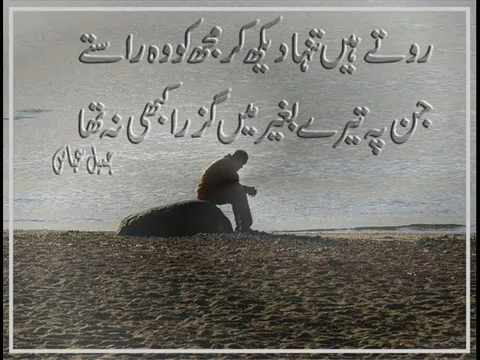 روتے ہیں تنہا دیکھ کر مجھ کو وہ راستے
جن پہ تیرے بغیر میں گزرا کبھی نہ تھا